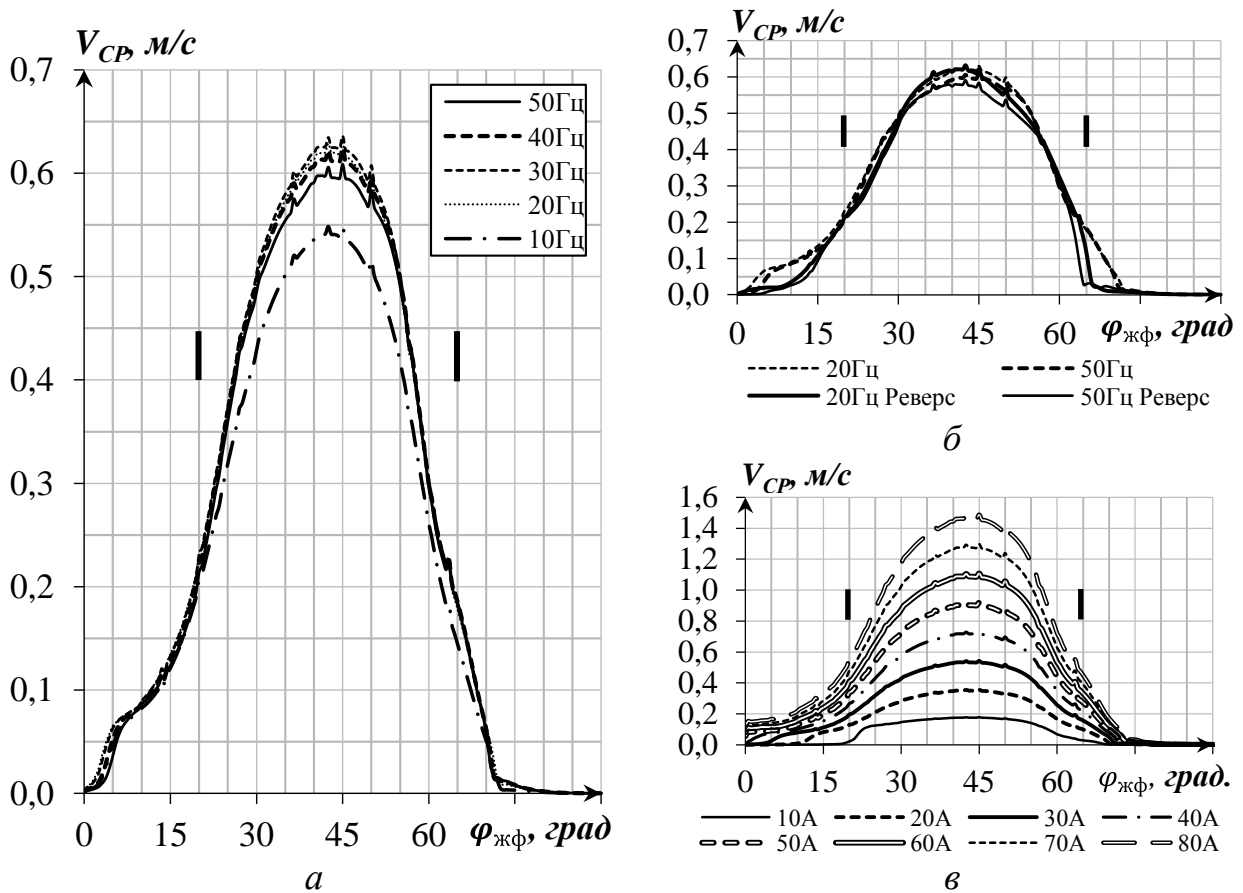 V_СР, м/с
0,7
0,6
0,5
0,4
0,3
0,2
0,1
0,0
0 15 30 45 60 φ_жф, град
50Гц
40Гц
30Гц
20Гц
10Гц
а
V_СР, м/с
0,7
0,6
0,5
0,4
0,3
0,2
0,1
0,0
0 15 30 45 60 φ_жф, град
20Гц 50Гц
20Гц Реверс 50Гц Реверс
б
V_СР, м/с
1.6
1,4
1,2
1,0
0,8
0,6
0,4
0,2
0,0
0 15 30 45 60 φ_жф, град.
10А 20А 30А 40А
50А 60А 70А 80А
в